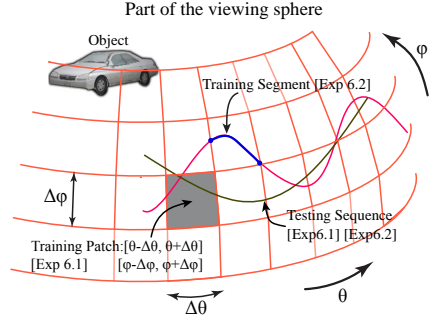 Part of the viewing sphere
Object
φ
Training Segment [Exp 6.2]
Δφ
Testing Sequence
[Exp6.1] [Exp6.2]
Training Patch:[θ-Δθ, θ+Δθ]
[Exp 6.1] [φ-Δφ, φ+Δφ]
θ
Δθ